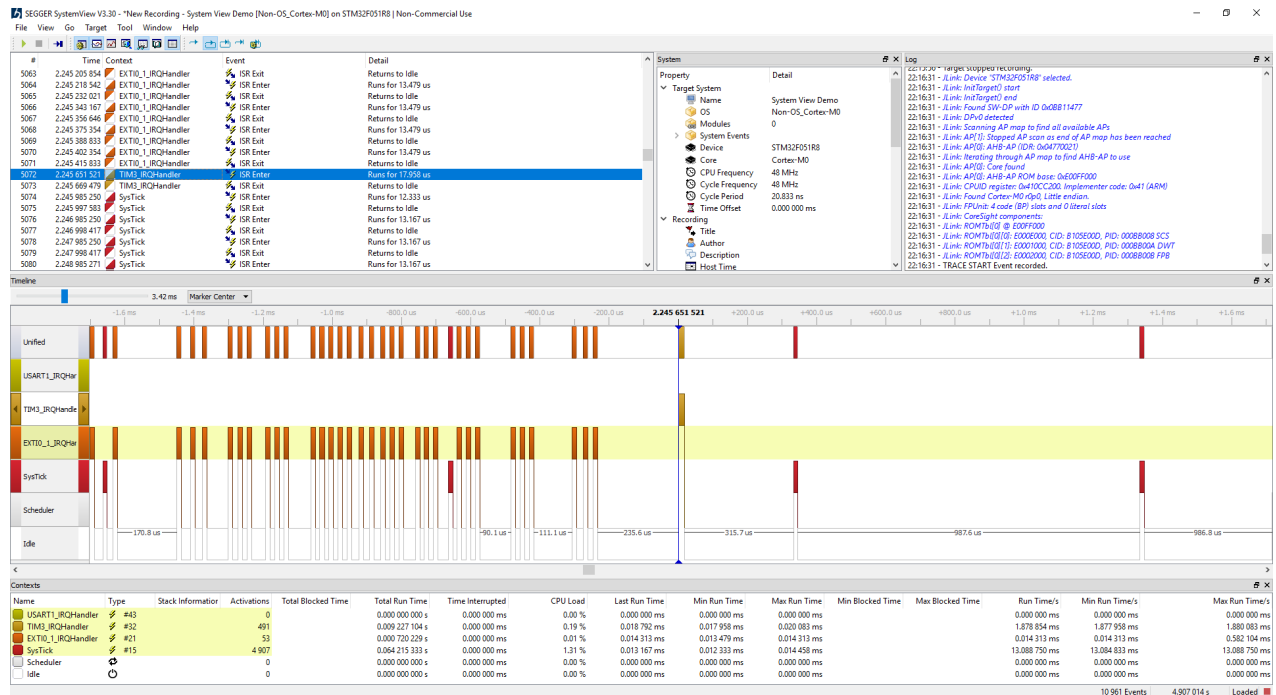 SEGGER SystemView V3.30 - *New Recording - System View Demo [Non-OS_Cortex-M0] on STM32F051R8 | Non-Commercial Use
File View Go Target Tool Window Help
# Time Context Event Detail
5063 2.245 205 854 EXTI0_1_IRQHandler ISR Exit Returns to Idle
5064 2.245 218 542 EXTI0_1_IRQHandler ISR Enter Runs for 13.479 us
5065 2.245 232 021 EXTI0_1_IRQHandler ISR Exit Returns to Idle
5066 2.245 343 167 EXTI0_1_IRQHandler ISR Enter Runs for 13.479 us
5067 2.245 356 646 EXTI0_1_IRQHandler ISR Exit Returns to Idle
5068 2.245 375 354 EXTI0_1_IRQHandler ISR Enter Runs for 13.479 us
5069 2.245 388 833 EXTI0_1_IRQHandler ISR Exit Returns to Idle
5070 2.245 402 354 EXTI0_1_IRQHandler ISR Enter Runs for 13.479 us
5071 2.245 415 833 EXTI0_1_IRQHandler ISR Exit Returns to Idle
5072 2.245 651 521 TIM3_IRQHandler ISR Enter Runs for 17.958 us
5073 2.245 669 479 TIM3_IRQHandler ISR Exit Returns to Idle
5074 2.245 985 250 SysTick ISR Enter Runs for 12.333 us
5075 2.245 997 583 SysTick ISR Exit Returns to Idle
5076 2.246 985 250 SysTick ISR Enter Runs for 13.167 us
5077 2.246 998 417 SysTick ISR Exit Returns to Idle
5078 2.247 985 250 SysTick ISR Enter Runs for 13.167 us
5079 2.247 998 417 SysTick ISR Exit Returns to Idle
5080 2.248 985 271 SysTick ISR Enter Runs for 13.167 us
System
Property Detail
Target System
Name System View Demo
OS Non-OS_Cortex-M0
Modules 0
System Events
Device STM32F051R8
Core Cortex-M0
CPU Frequency 48 MHz
Cycle Frequency 48 MHz
Cycle Period 20.833 ns
Time Offset 0.000 000 ms
Recording
Title
Author
Description
Host Time
Log
Target stopped recording.
22:16:31 - JLink: Device "STM32F051R8" selected.
22:16:31 - JLink: InitTarget() start
22:16:31 - JLink: InitTarget() end
22:16:31 - JLink: Found SW-DP with ID 0x0BB11477
22:16:31 - JLink: DPv0 detected
22:16:31 - JLink: Scanning AP map to find all available APs
22:16:31 - JLink: AP[1]: Stopped AP scan as end of AP map has been reached
22:16:31 - JLink: AP[0]: AHB-AP (IDR: 0x04770021)
22:16:31 - JLink: Iterating through AP map to find AHB-AP to use
22:16:31 - JLink: AP[0]: Core found
22:16:31 - JLink: AP[0]: AHB-AP ROM base: 0xE00FF000
22:16:31 - JLink: CPUID register: 0x410CC200. Implementer code: 0x41 (ARM)
22:16:31 - JLink: Found Cortex-M0 r0p0, Little endian.
22:16:31 - JLink: FPUnit: 4 code (BP) slots and 0 literal slots
22:16:31 - JLink: CoreSight components:
22:16:31 - JLink: ROMTbl[0] @ E00FF000
22:16:31 - JLink: ROMTbl[0][0]: E000E000, CID: B105E00D, PID: 000BB008 SCS
22:16:31 - JLink: ROMTbl[0][1]: E0001000, CID: B105E00D, PID: 000BB00A DWT
22:16:31 - JLink: ROMTbl[0][2]: E0002000, CID: B105E00D, PID: 000BB00B FPB
22:16:31 - TRACE START Event recorded.
Timeline
3.42 ms Marker Center
-1.6 ms -1.4 ms -1.2 ms -1.0 ms -800.0 us -600.0 us -400.0 us -200.0 us 2.245 651 521 +200.0 us +400.0 us +600.0 us +800.0 us +1.0 ms +1.2 ms +1.4 ms +1.6 ms
Unified
USART1_IRQHar
TIM3_IRQHandle
EXTI0_1_IRQHar
SysTick
Scheduler
Idle
170.8 us 90.1 us 111.1 us 235.6 us 315.7 us 987.6 us 986.8 us
Contexts
Name Type Stack Information Activations Total Blocked Time Total Run Time Time Interrupted CPU Load Last Run Time Min Run Time Max Run Time Min Blocked Time Max Blocked Time Run Time/s Min Run Time/s Max Run Time/s
USART1_IRQHandler #43 0 0.000 000 000 s 0.000 000 ms 0.00 % 0.000 000 ms 0.000 000 ms 0.000 000 ms 0.000 000 ms 0.000 000 ms 0.000 000 ms
TIM3_IRQHandler #32 491 0.009 227 104 s 0.000 000 ms 0.19 % 0.018 792 ms 0.017 958 ms 0.020 083 ms 1.878 854 ms 1.877 958 ms 1.880 083 ms
EXTI0_1_IRQHandler #21 53 0.000 720 229 s 0.000 000 ms 0.01 % 0.014 313 ms 0.013 479 ms 0.014 313 ms 0.014 313 ms 0.014 313 ms 0.582 104 ms
SysTick #15 4 907 0.064 215 333 s 0.000 000 ms 1.31 % 0.013 167 ms 0.012 333 ms 0.014 458 ms 13.088 750 ms 13.084 833 ms 13.088 750 ms
Scheduler 0 0.000 000 000 s 0.000 000 ms 0.00 % 0.000 000 ms 0.000 000 ms 0.000 000 ms 0.000 000 ms 0.000 000 ms 0.000 000 ms
Idle 0 0.000 000 000 s 0.000 000 ms 0.00 % 0.000 000 ms 0.000 000 ms 0.000 000 ms 0.000 000 ms 0.000 000 ms 0.000 000 ms
10 961 Events 4.907 014 s Loaded